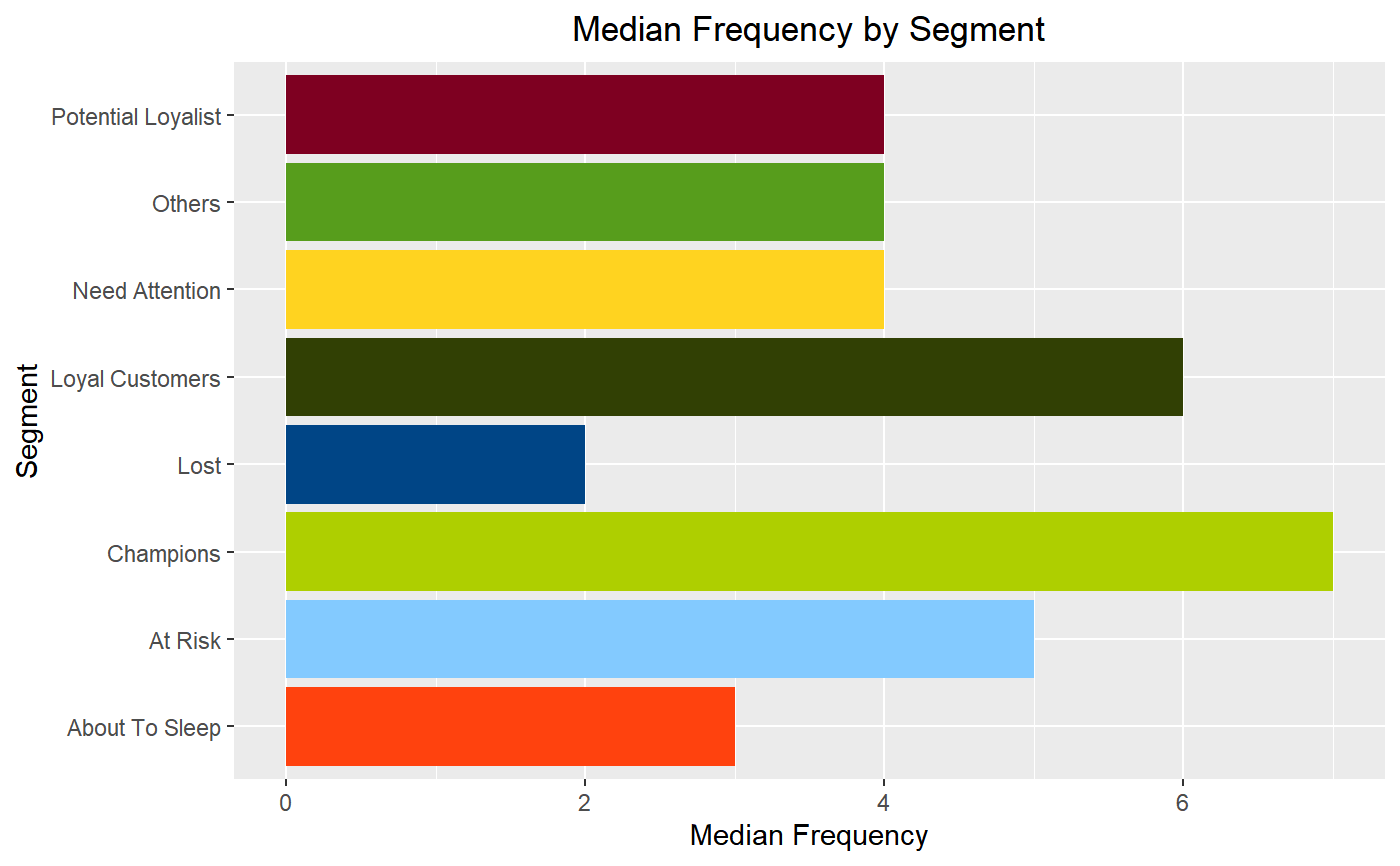 Median Frequency by Segment
Segment
Potential Loyalist
Others
Need Attention
Loyal Customers
Lost
Champions
At Risk
About To Sleep
0 2 4 6
Median Frequency